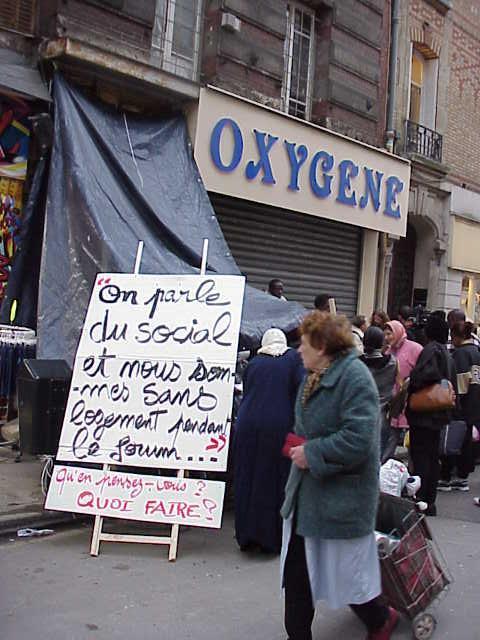 OXYGENE
"on parle
du social
et nous som-
mes sans
logement pendant
le forum..."
Qu'en pensez-vous?
QUOI FAIRE?